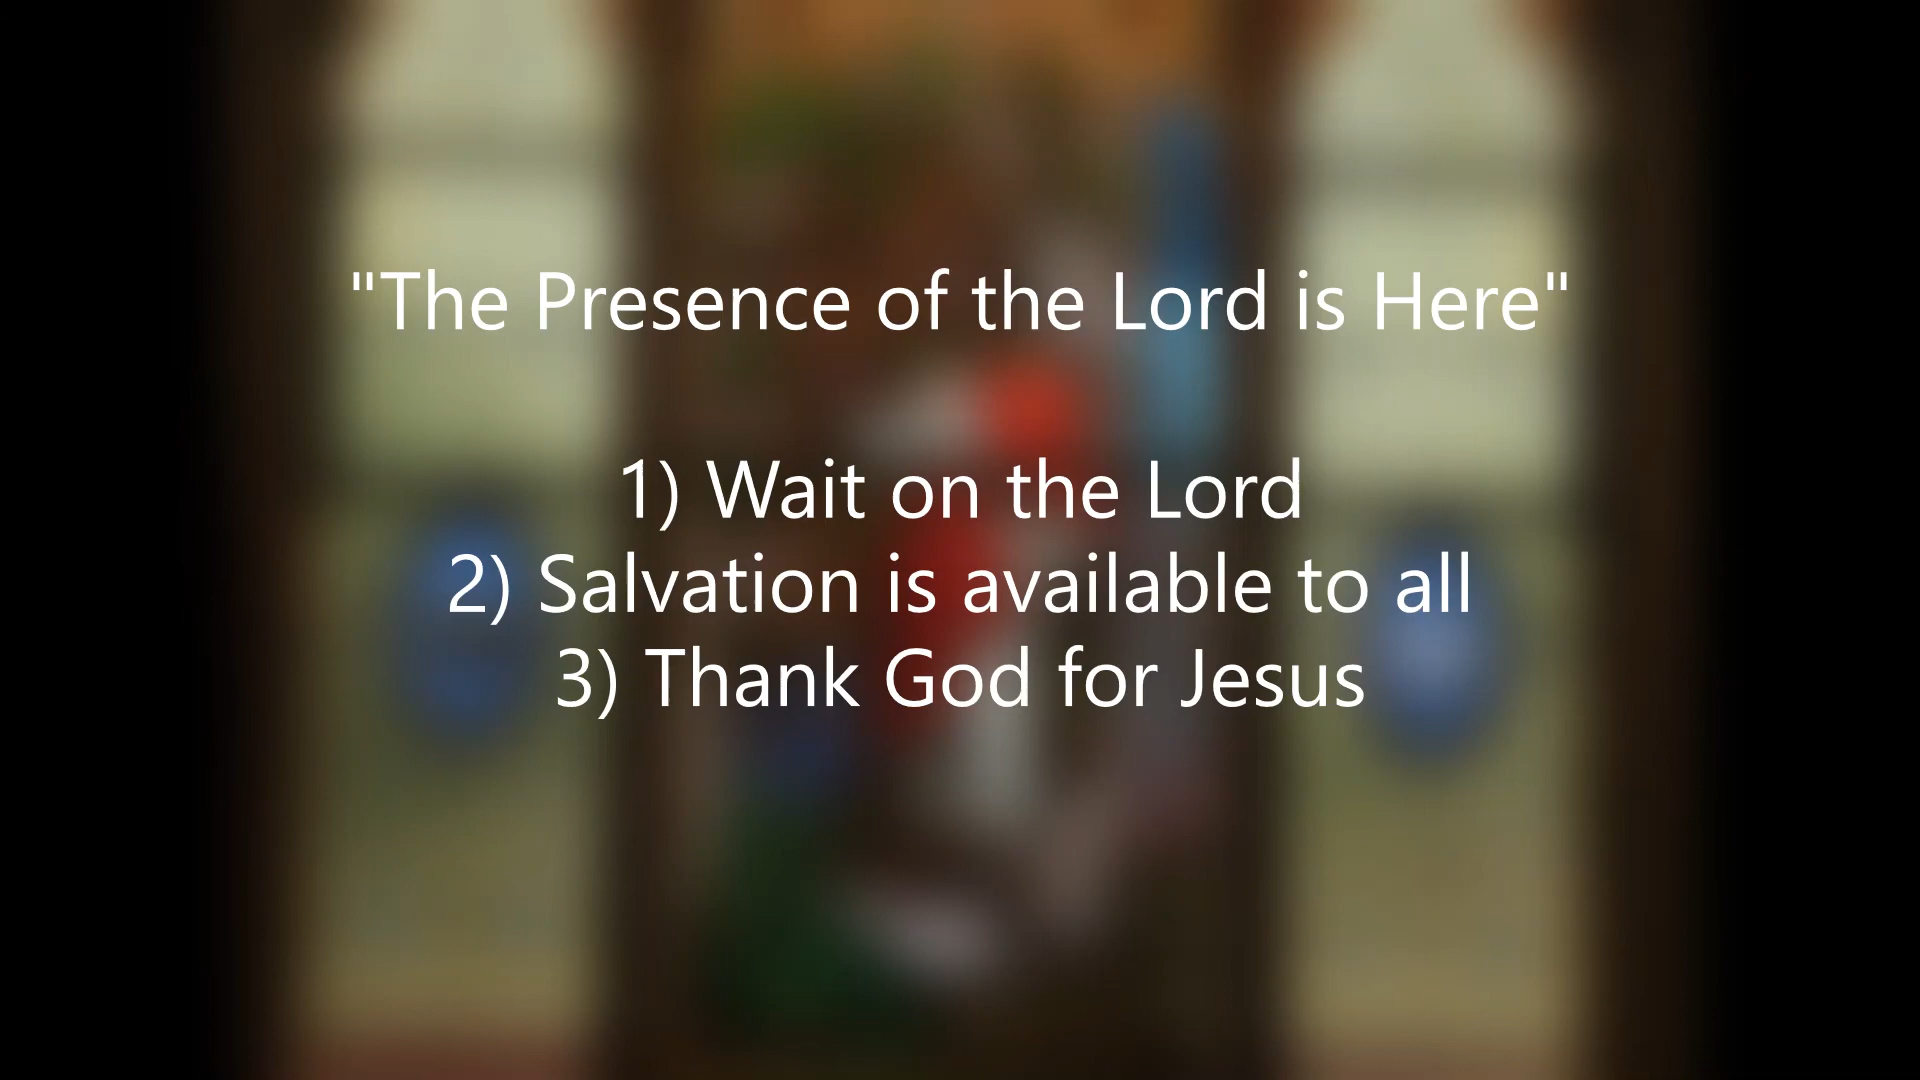 "The Presence of the Lord is Here"
1) Wait on the Lord
2) Salvation is available to all
3) Thank God for Jesus